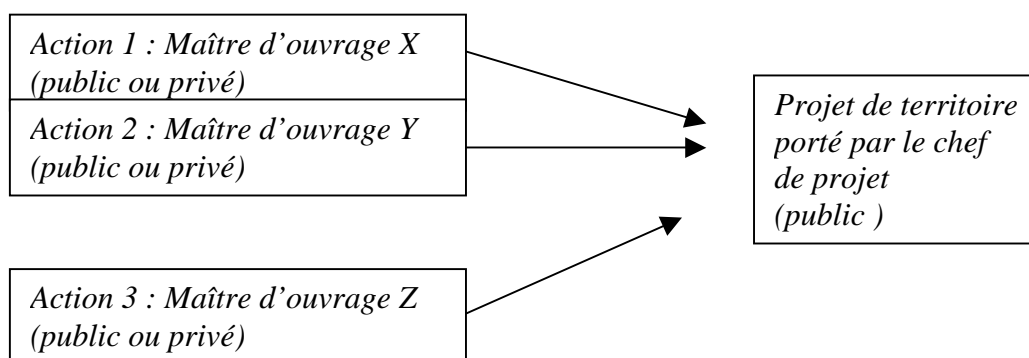 Action 1 : Maître d'ouvrage X
(public ou privé)
Action 2 : Maître d'ouvrage Y
(public ou privé)
Action 3 : Maître d'ouvrage Z
(public ou privé)
Projet de territoire
porté par le chef
de projet
(public )